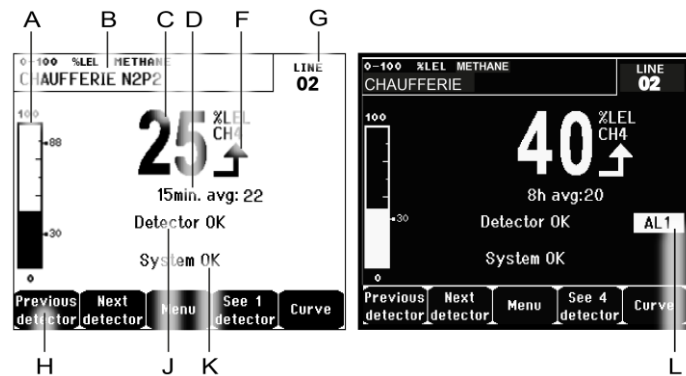 A B C D F G
0-100 %LEL METHANE
CHAUFFERIE N2P2
LINE
02
100
88
30
0
25
%LEL
CH4
15min. avg: 22
Detector OK
System OK
Previous detector
Next detector
Menu
See 1 detector
Curve
H J K
0-100 %LEL METHANE
CHAUFFERIE
LINE
02
100
30
0
40
%LEL
CH4
8h avg:20
Detector OK
AL1
System OK
Previous detector
Next detector
Menu
See 4 detector
Curve
L